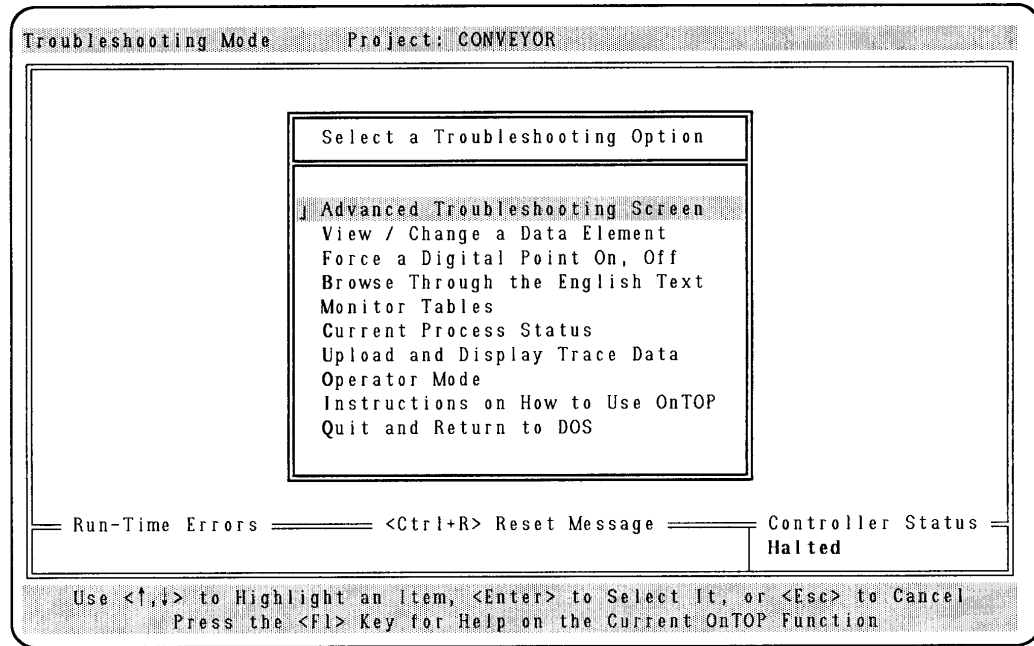 Troubleshooting Mode Project: CONVEYOR
Select a Troubleshooting Option
Advanced Troubleshooting Screen
View / Change a Data Element
Force a Digital Point On, Off
Browse Through the English Text
Monitor Tables
Current Process Status
Upload and Display Trace Data
Operator Mode
Instructions on How to Use OnTOP
Quit and Return to DOS
Run-Time Errors <Ctrl+R> Reset Message Controller Status
Halted
Use <↑,↓> to Highlight an Item, <Enter> to Select It, or <Esc> to Cancel
Press the <F1> Key for Help on the Current OnTOP Function